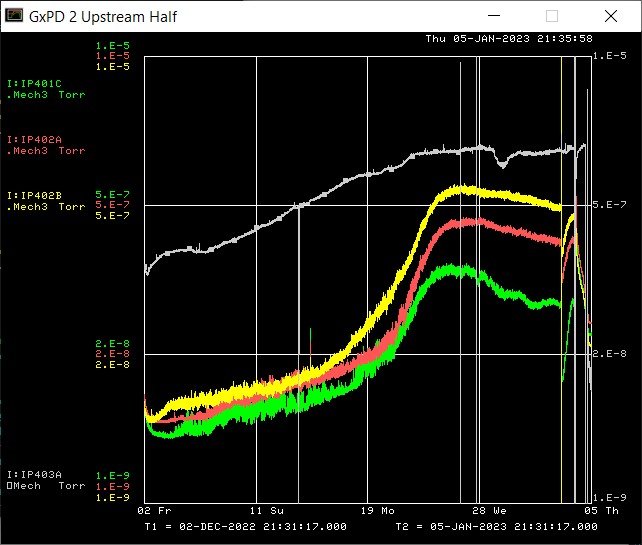 GxPD 2 Upstream Half
Thu 05-JAN-2023 21:35:58
1.E-5
1.E-5
1.E-5
1.E-5
I:IP401C
.Mech3 Torr
I:IP402A
.Mech3 Torr
I:IP402B
.Mech3 Torr
5.E-7
5.E-7
5.E-7
5.E-7
2.E-8
2.E-8
2.E-8
2.E-8
I:IP403A
□Mech Torr
1.E-9
1.E-9
1.E-9
1.E-9
02 Fr 11 Su 19 Mo 28 We 05 Th
T1 = 02-DEC-2022 21:31:17.000 T2 = 05-JAN-2023 21:31:17.000